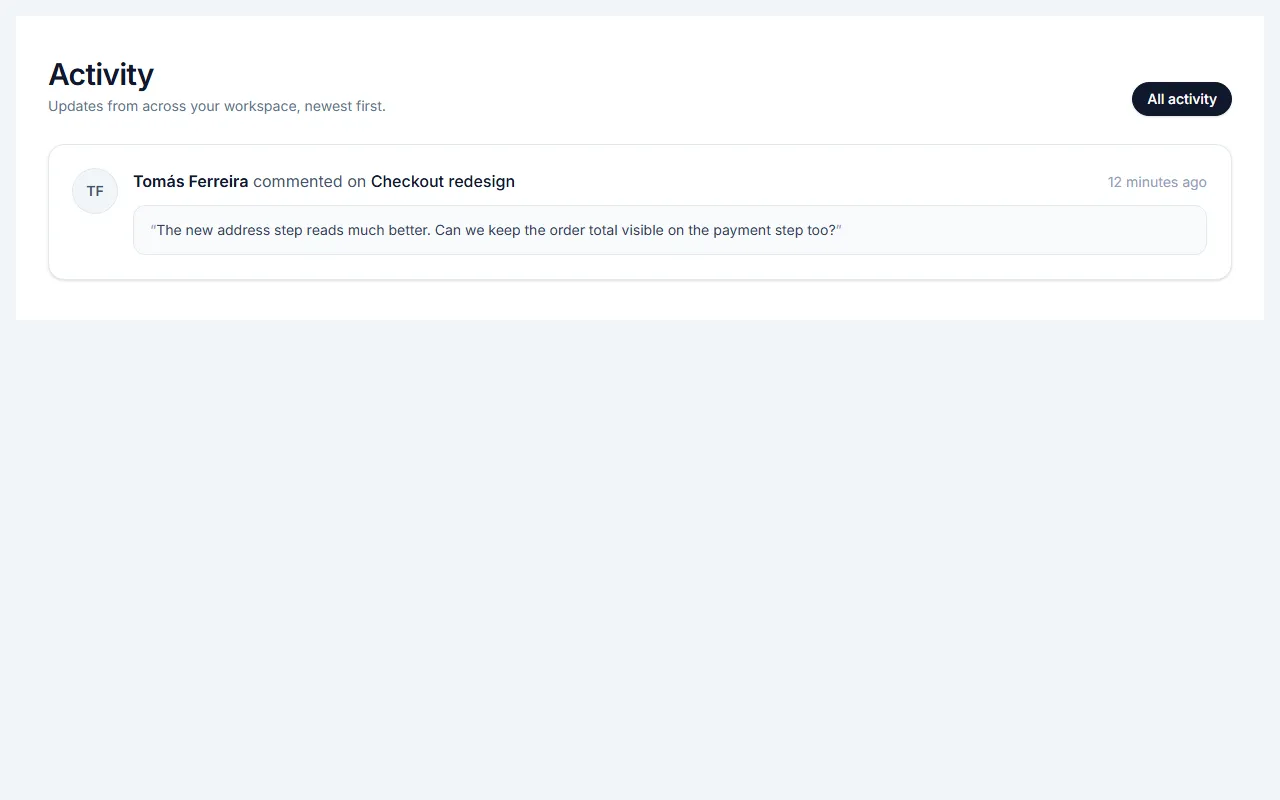 Activity
Updates from across your workspace, newest first.
All activity
TF
Tomás Ferreira commented on Checkout redesign
12 minutes ago
“The new address step reads much better. Can we keep the order total visible on the payment step too?”